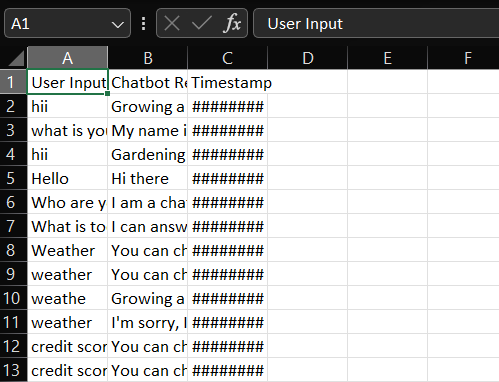 A1 fx User Input
A B C D E F
1 User Input Chatbot Re Timestamp
2 hii Growing a ########
3 what is you My name i ########
4 hii Gardening ########
5 Hello Hi there ########
6 Who are y I am a cha ########
7 What is to I can answ ########
8 Weather You can ch ########
9 weather You can ch ########
10 weathe Growing a ########
11 weather I'm sorry, I ########
12 credit scor You can ch ########
13 credit scor You can ch ########